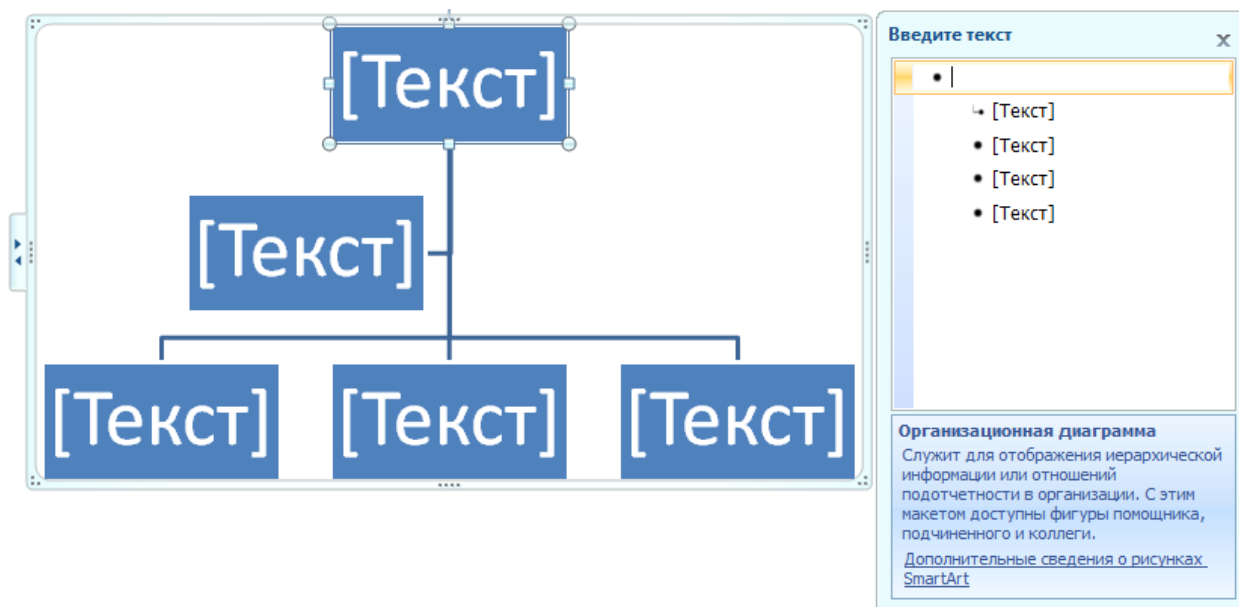 [Текст]
[Текст]
[Текст] [Текст] [Текст]
Введите текст
[Текст]
[Текст]
[Текст]
[Текст]
Организационная диаграмма
Служит для отображения иерархической
информации или отношений
подотчетности в организации. С этим
макетом доступны фигуры помощника,
подчиненного и коллеги.
Дополнительные сведения о рисунках
SmartArt